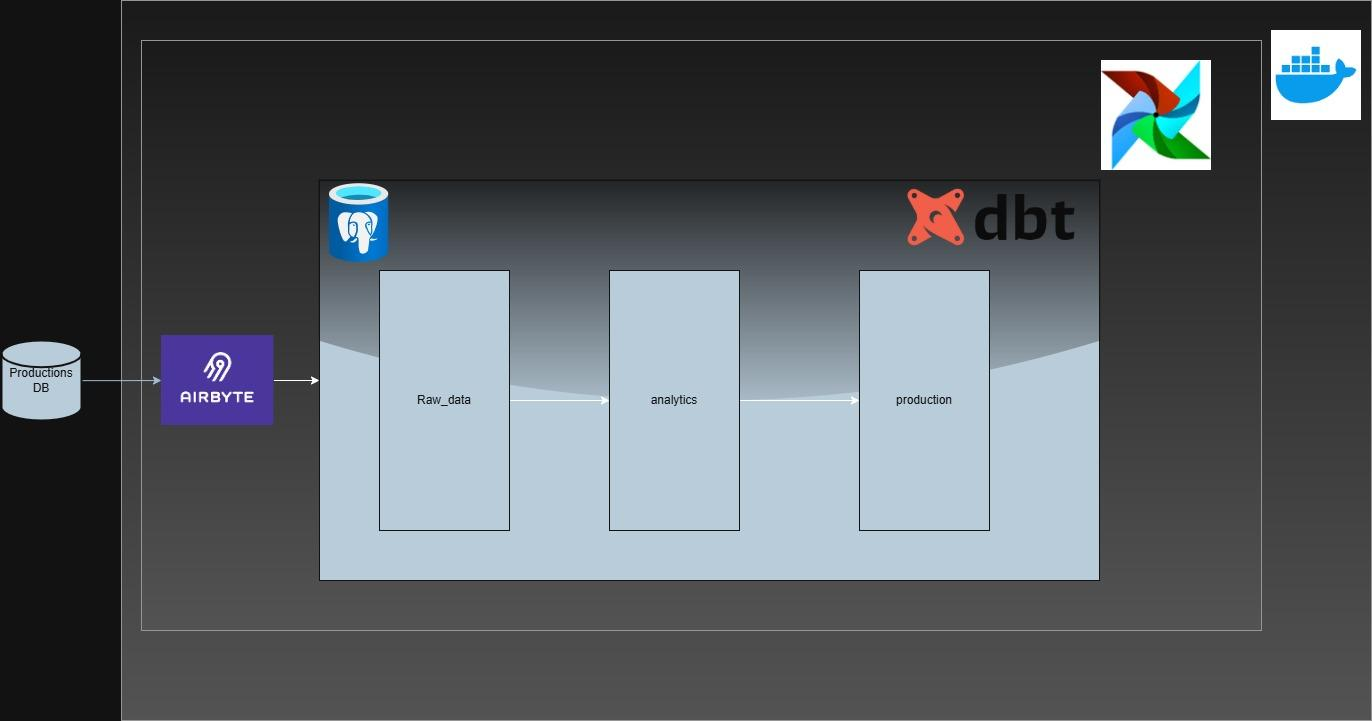 dbt
Productions
DB
AIRBYTE
Raw_data
analytics
production